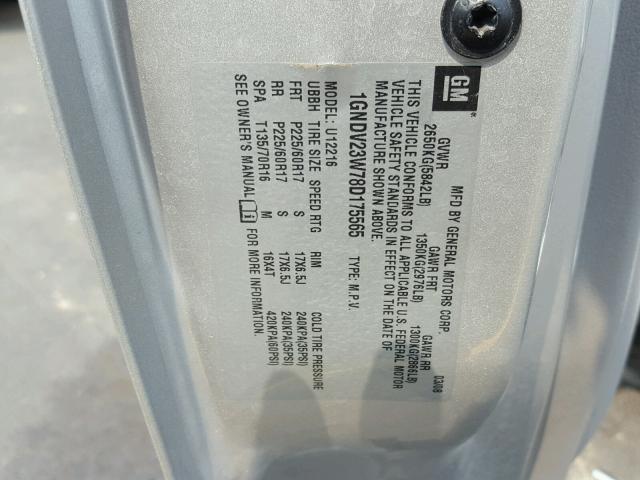 GM
MFD BY GENERAL MOTORS CORP. 03/08
GVWR GAWR FRT GAWR RR
2650KG(5842LB) 1350KG(2976LB) 1300KG(2866LB)
THIS VEHICLE CONFORMS TO ALL APPLICABLE U.S. FEDERAL MOTOR
VEHICLE SAFETY STANDARDS IN EFFECT ON THE DATE OF
MANUFACTURE SHOWN ABOVE.
1GNDV23W78D175565 TYPE: M.P.V.
MODEL: U12216
UBBH TIRE SIZE SPEED RTG RIM COLD TIRE PRESSURE
FRT P225/60R17 S 17X6.5J 240KPA(35PSI)
RR P225/60R17 S 17X6.5J 240KPA(35PSI)
SPA T135/70R16 M 16X4T 420KPA(60PSI)
SEE OWNER'S MANUAL FOR MORE INFORMATION.